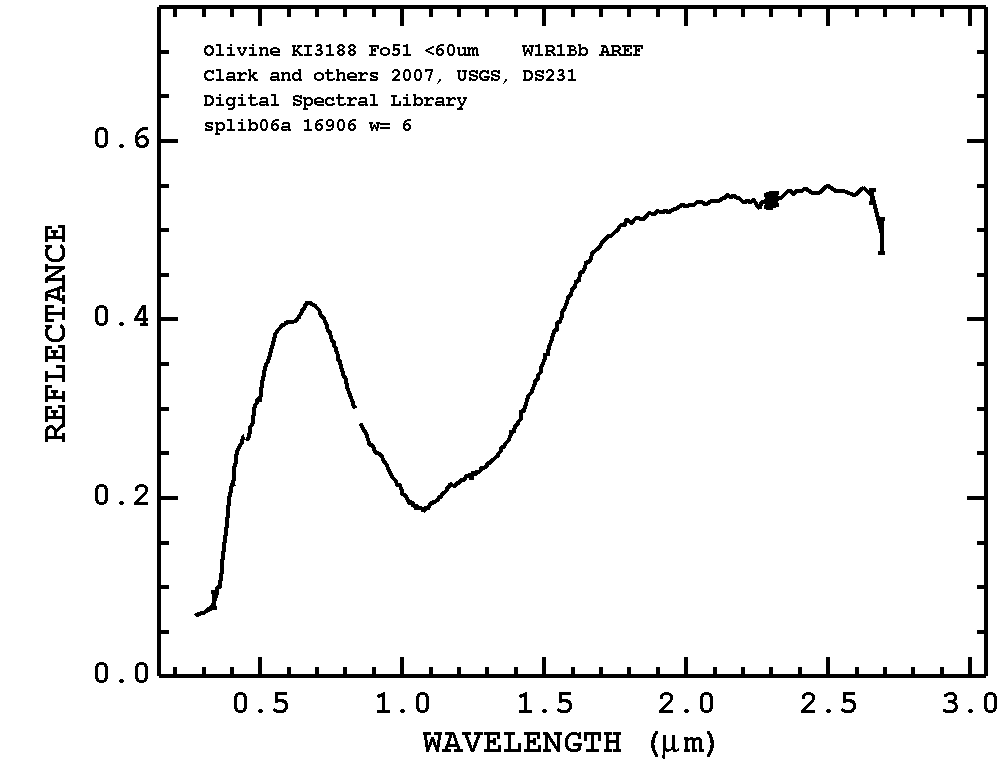 Olivine KI3188 Fo51 <60um W1R1Bb AREF
Clark and others 2007, USGS, DS231
Digital Spectral Library
splib06a 16906 w= 6
0.6
0.4
0.2
0.0
REFLECTANCE
0.5 1.0 1.5 2.0 2.5 3.0
WAVELENGTH (μm)